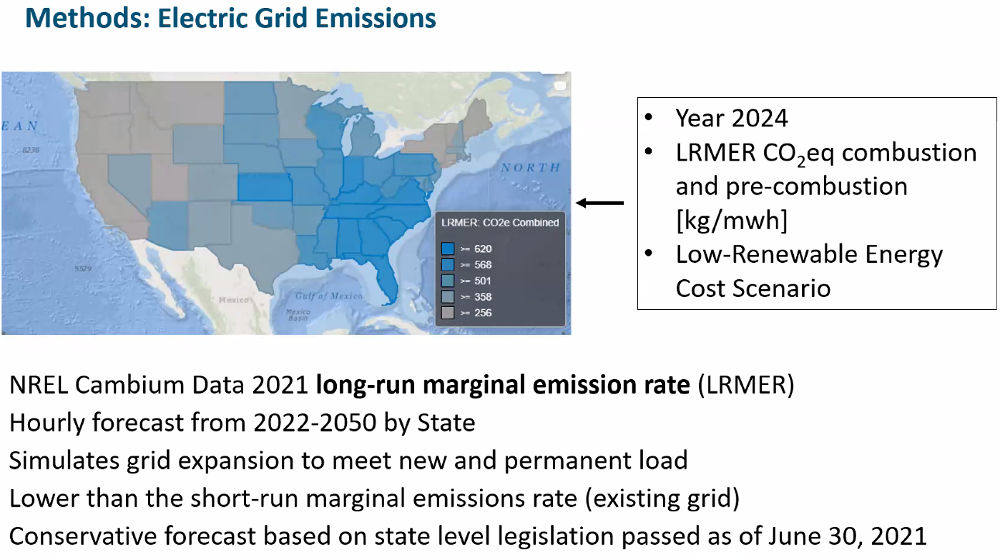 Methods: Electric Grid Emissions
EAN
8238
NORTH
5529
Mexico
Gulf of Mexico
Mexico
Basin
LRMER: CO2e Combined
>= 620
>= 568
>= 501
>= 358
>= 256
• Year 2024
• LRMER CO₂eq combustion
and pre-combustion
[kg/mwh]
• Low-Renewable Energy
Cost Scenario
NREL Cambium Data 2021 long-run marginal emission rate (LRMER)
Hourly forecast from 2022-2050 by State
Simulates grid expansion to meet new and permanent load
Lower than the short-run marginal emissions rate (existing grid)
Conservative forecast based on state level legislation passed as of June 30, 2021